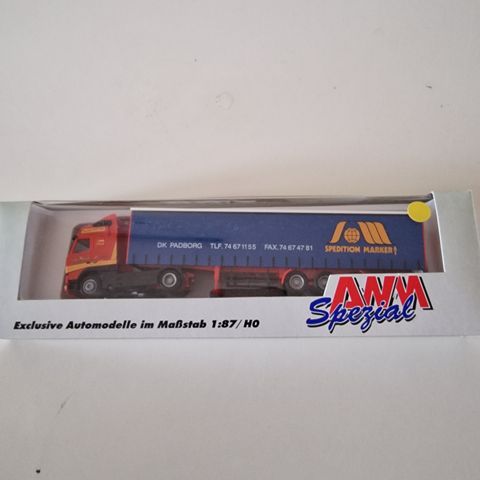 DK PADBORG TLF. 74 67 11 55 FAX. 74 67 47 81
SPEDITION MARKER
AWM
Spezial
Exclusive Automodelle im Maßstab 1:87/HO